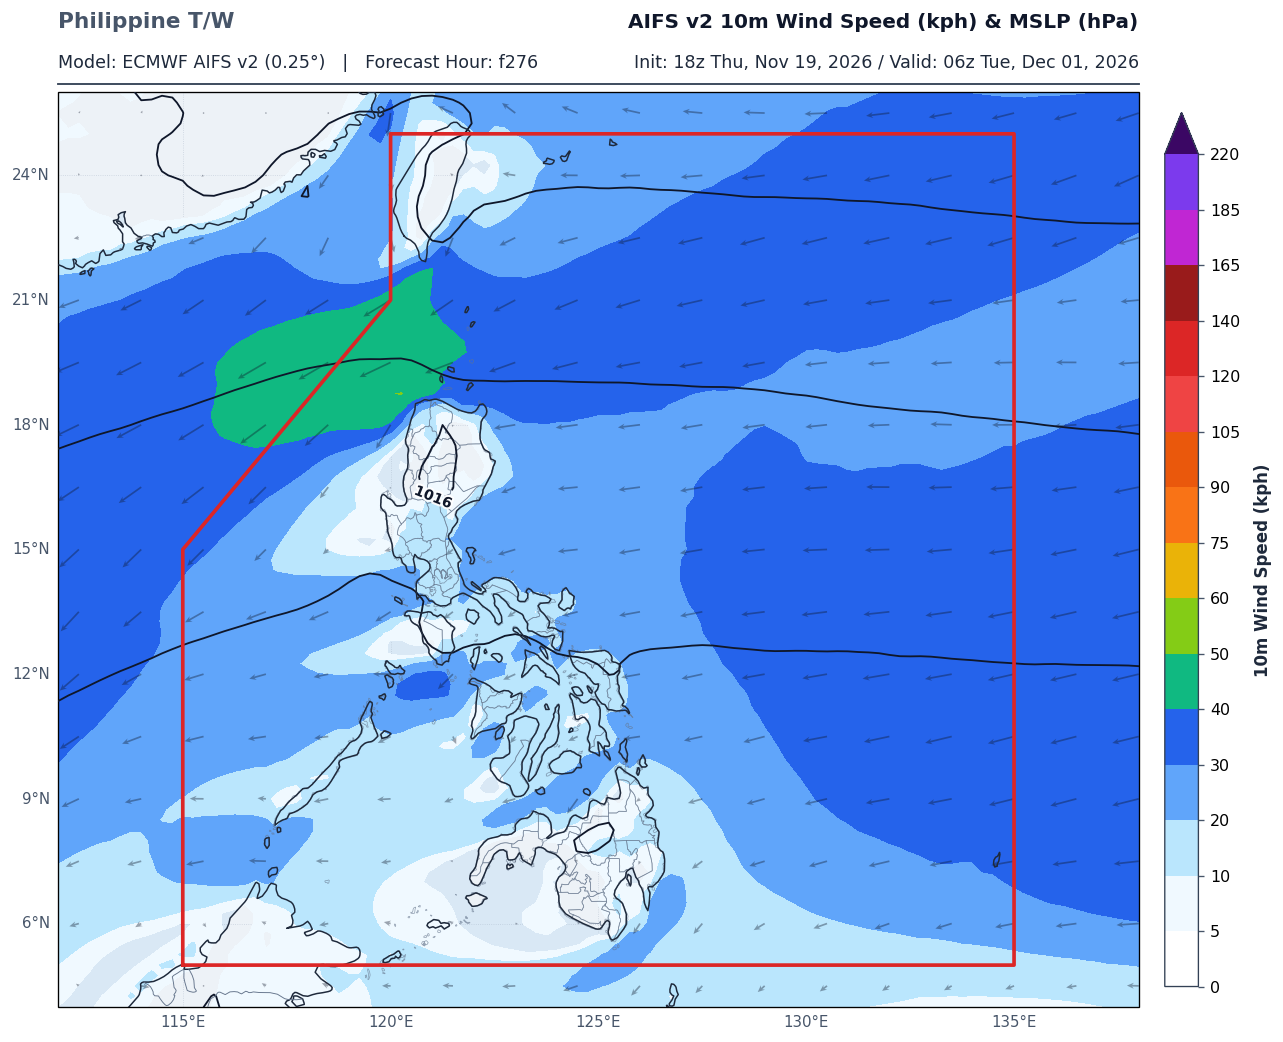 Philippine T/W
AIFS v2 10m Wind Speed (kph) & MSLP (hPa)
Model: ECMWF AIFS v2 (0.25°) | Forecast Hour: f276
Init: 18z Thu, Nov 19, 2026 / Valid: 06z Tue, Dec 01, 2026
24°N
21°N
18°N
15°N
12°N
9°N
6°N
1016
115°E
120°E
125°E
130°E
135°E
220
185
165
140
120
105
90
75
60
50
40
30
20
10
5
0
10m Wind Speed (kph)